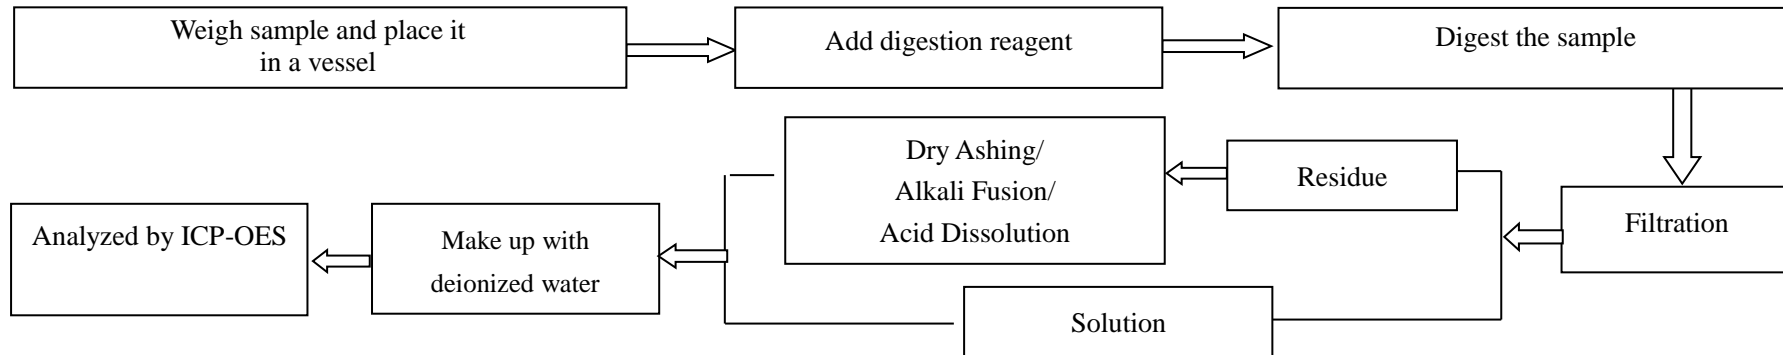 Weigh sample and place it
in a vessel
Add digestion reagent
Digest the sample
Filtration
Residue
Solution
Dry Ashing/
Alkali Fusion/
Acid Dissolution
Make up with
deionized water
Analyzed by ICP-OES